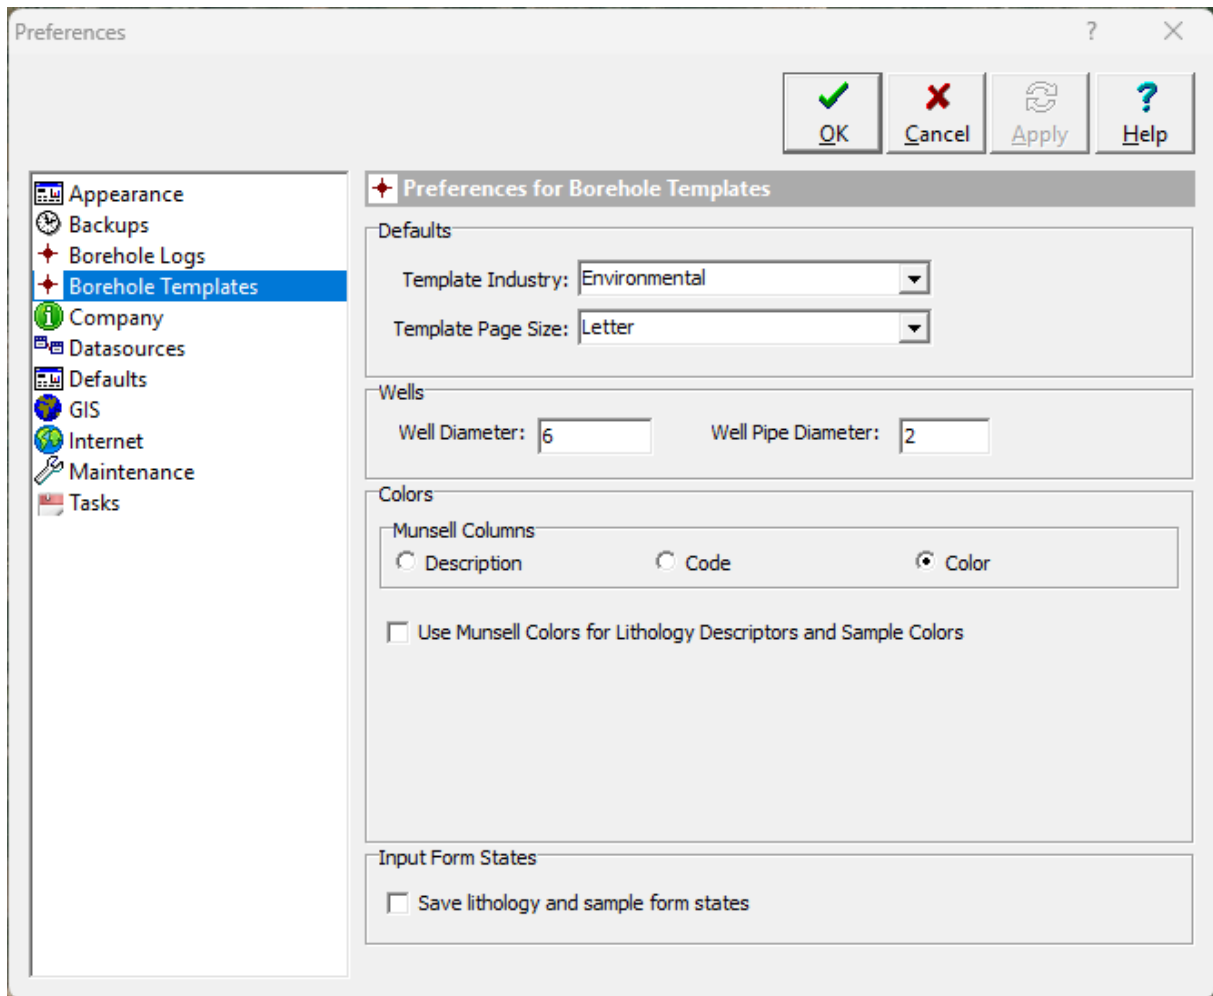 Preferences ?
OK Cancel Apply Help
Appearance
Backups
Borehole Logs
Borehole Templates
Company
Datasources
Defaults
GIS
Internet
Maintenance
Tasks
Preferences for Borehole Templates
Defaults
Template Industry: Environmental
Template Page Size: Letter
Wells
Well Diameter: 6 Well Pipe Diameter: 2
Colors
Munsell Columns
Description Code Color
Use Munsell Colors for Lithology Descriptors and Sample Colors
Input Form States
Save lithology and sample form states